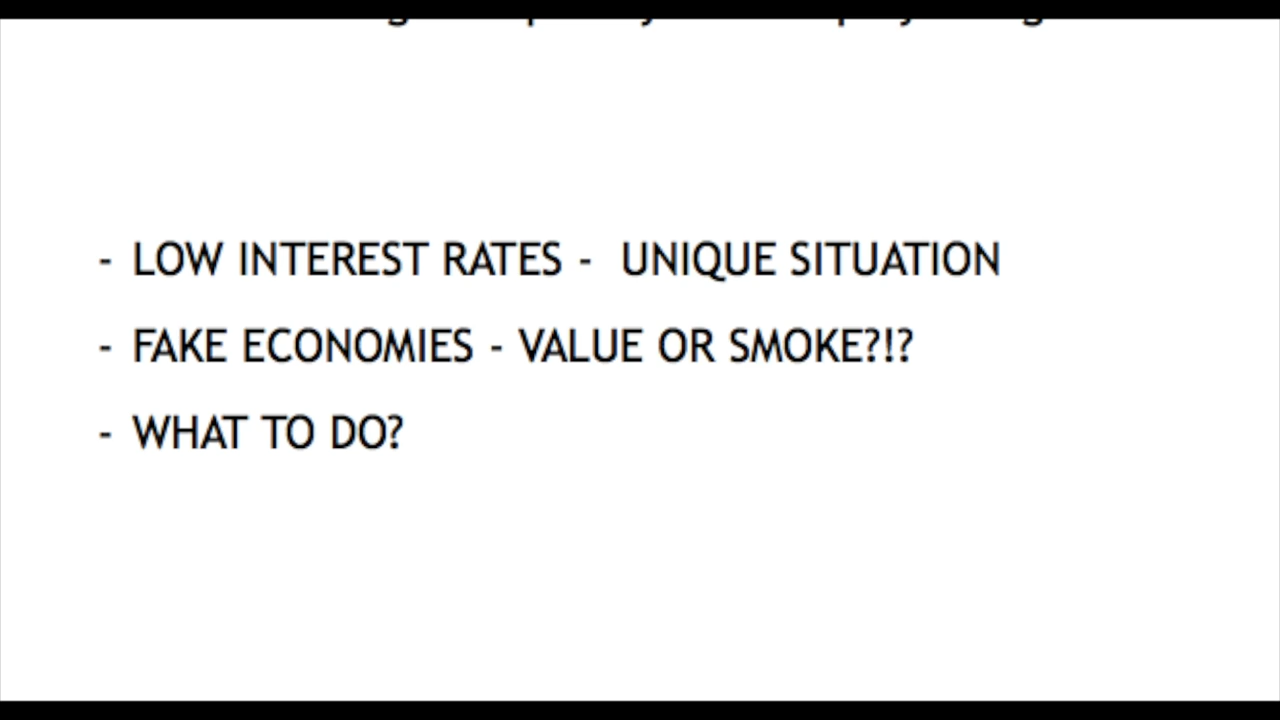 - LOW INTEREST RATES -  UNIQUE SITUATION
- FAKE ECONOMIES - VALUE OR SMOKE?!?
- WHAT TO DO?